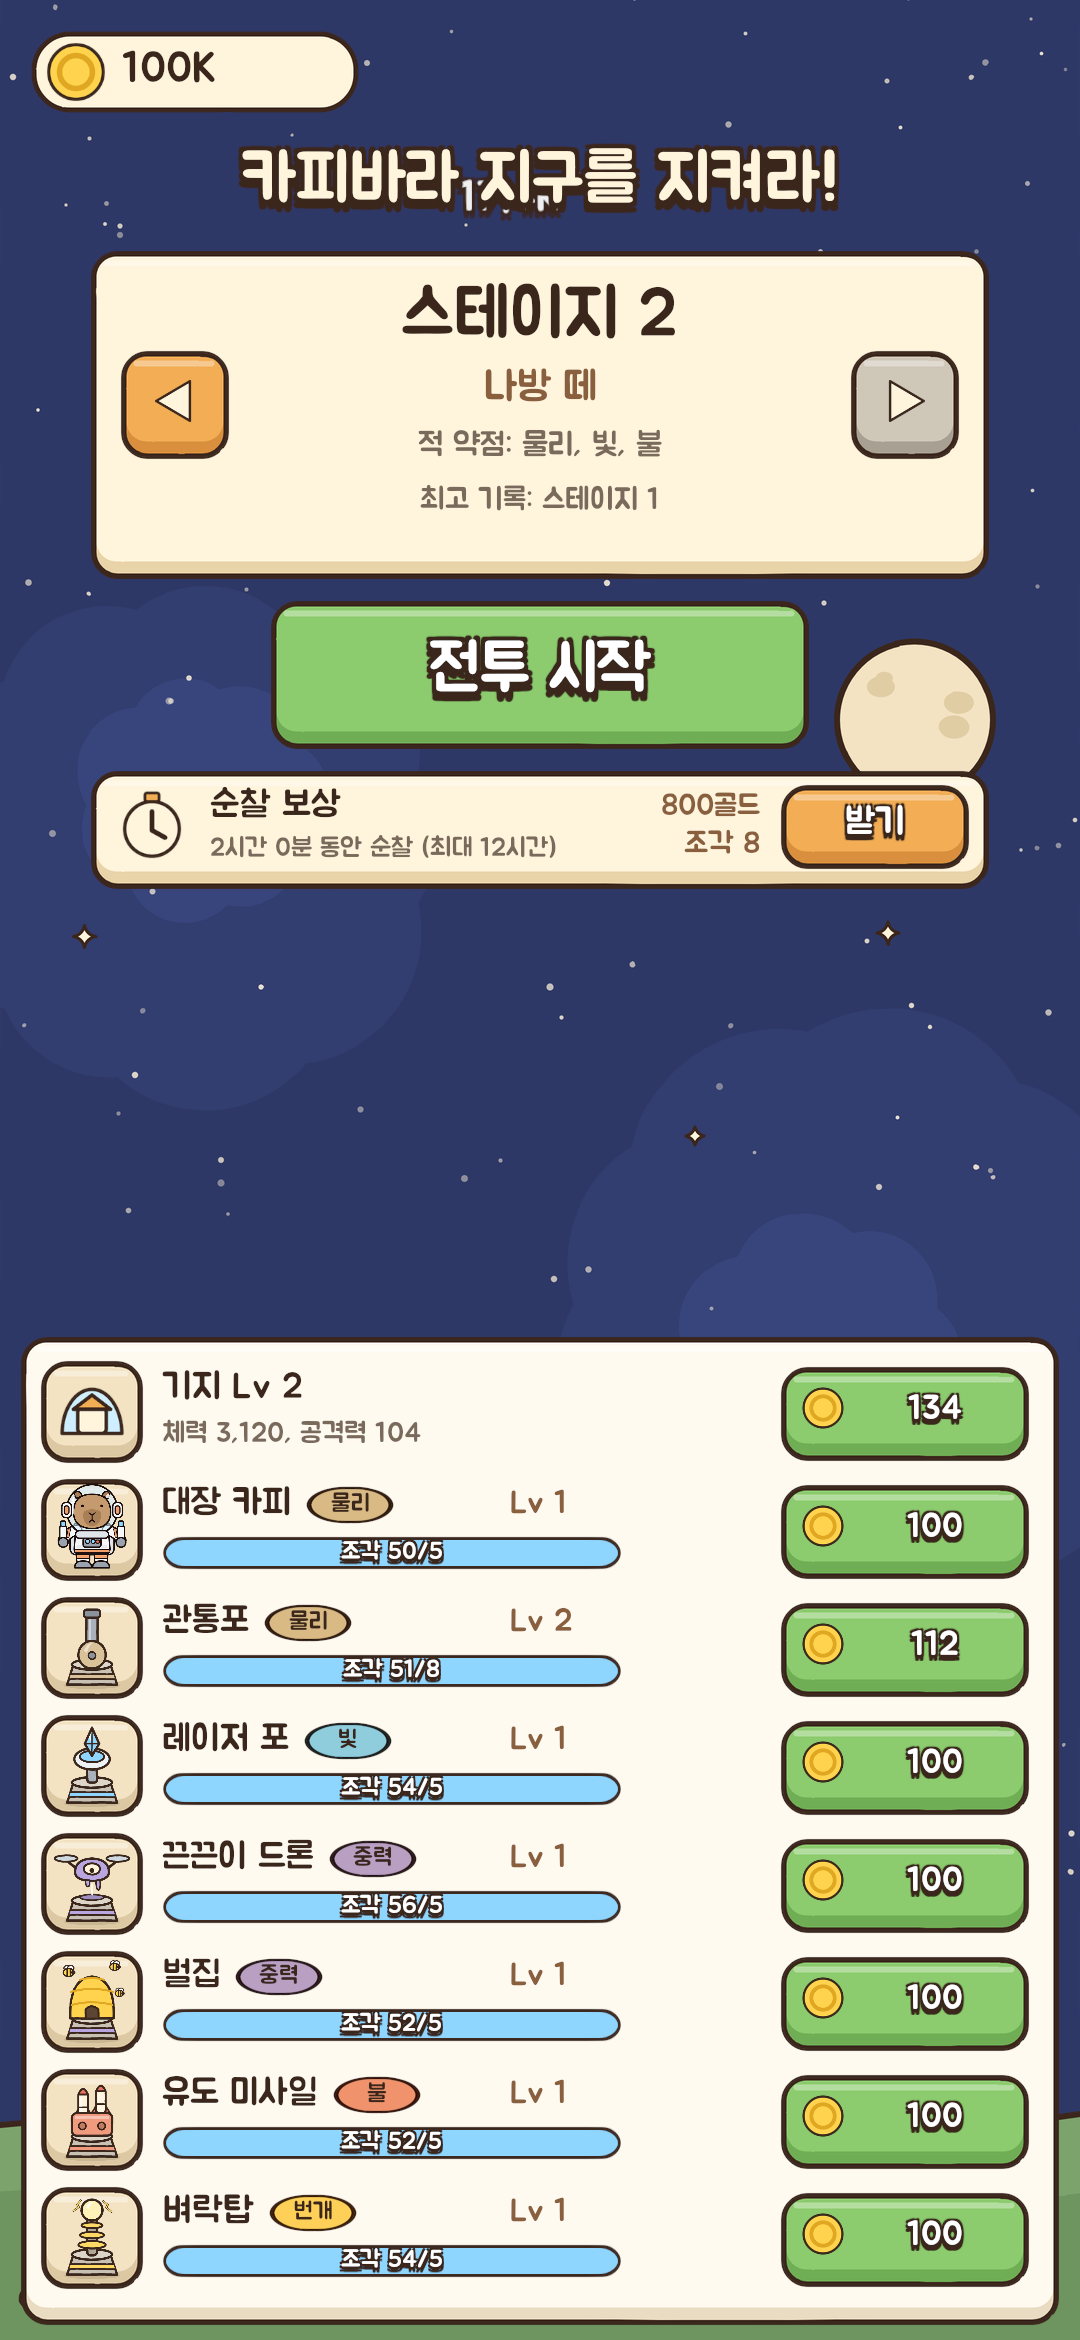 100K
카피바라 지구를 지켜라!
스테이지 2
나방 떼
적 약점: 물리, 빛, 불
최고 기록: 스테이지 1
전투 시작
순찰 보상
2시간 0분 동안 순찰 (최대 12시간)
800골드
조각 8
받기
기지 Lv 2
체력 3,120, 공격력 104
134
대장 카피 물리 Lv 1
조각 50/5
100
관통포 물리 Lv 2
조각 51/8
112
레이저 포 빛 Lv 1
조각 54/5
100
끈끈이 드론 중력 Lv 1
조각 56/5
100
벌집 중력 Lv 1
조각 52/5
100
유도 미사일 불 Lv 1
조각 52/5
100
벼락탑 번개 Lv 1
조각 54/5
100